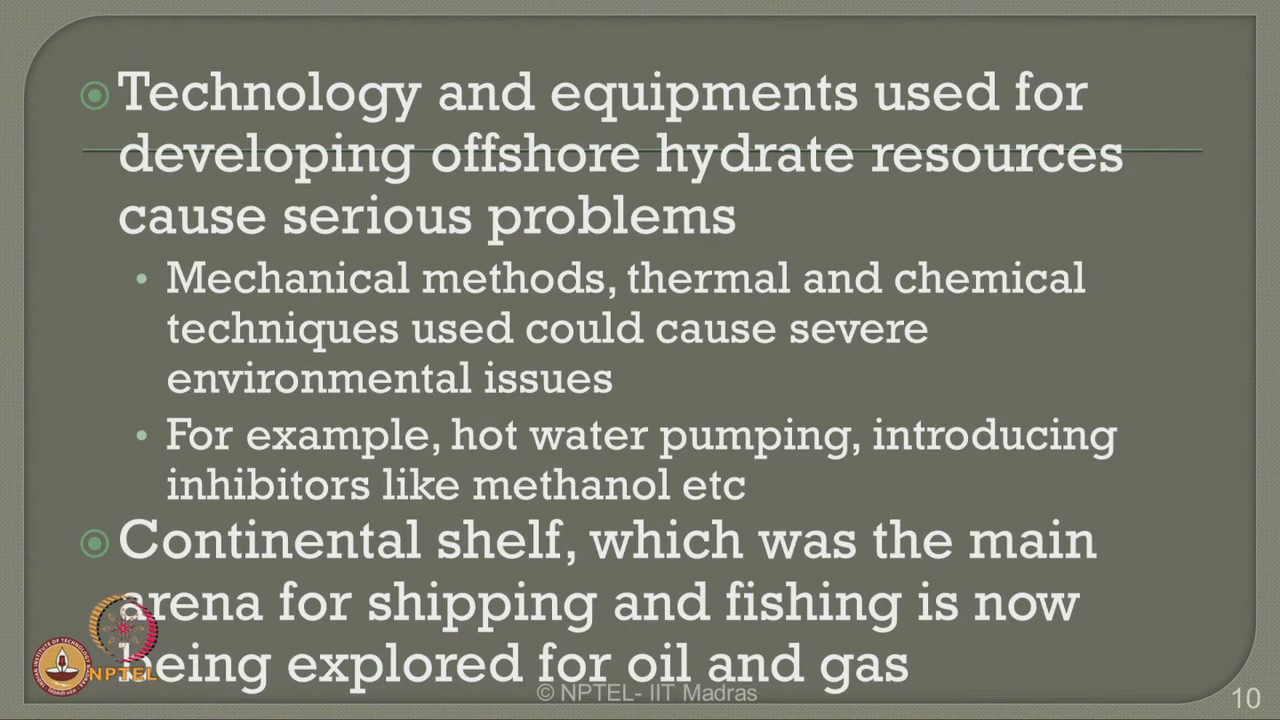 Technology and equipments used for
developing offshore hydrate resources
cause serious problems
• Mechanical methods, thermal and chemical
techniques used could cause severe
environmental issues
• For example, hot water pumping, introducing
inhibitors like methanol etc
Continental shelf, which was the main
arena for shipping and fishing is now
being explored for oil and gas
NPTEL
© NPTEL- IIT Madras
10